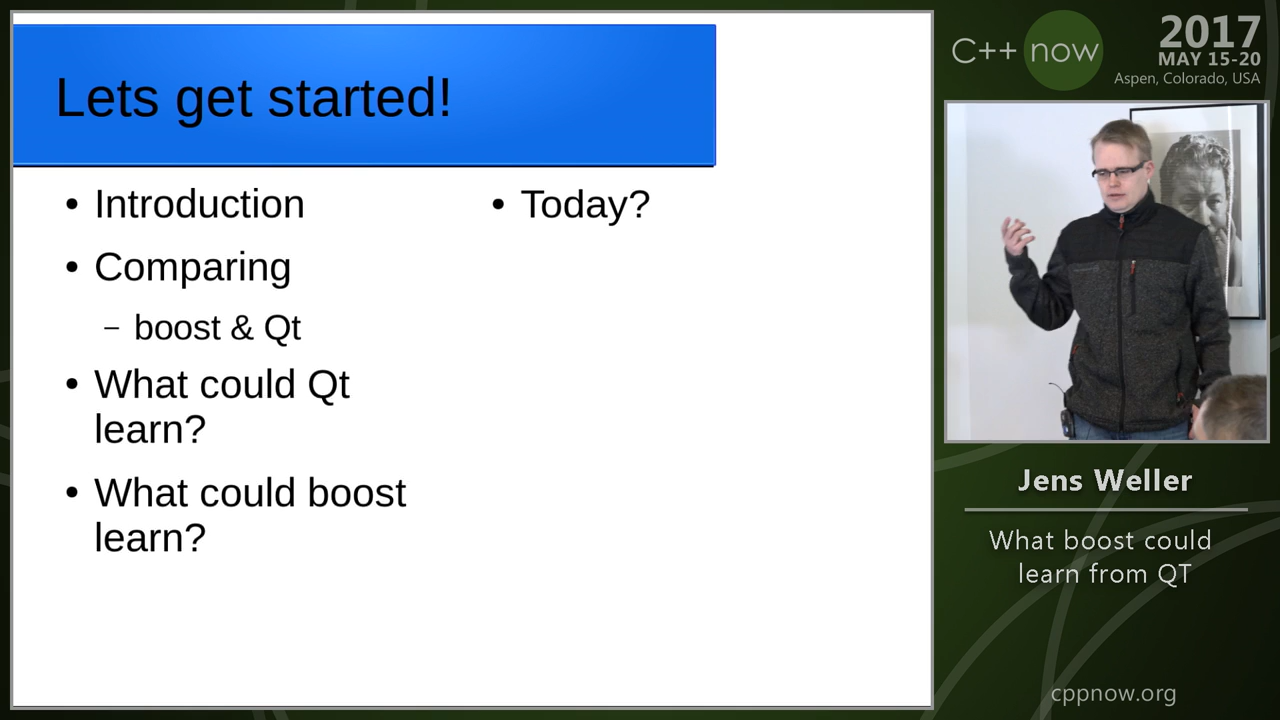 Lets get started!
• Introduction
• Comparing
– boost & Qt
• What could Qt
learn?
• What could boost
learn?
• Today?
C++ now
2017
MAY 15-20
Aspen, Colorado, USA
Jens Weller
What boost could
learn from QT
cppnow.org